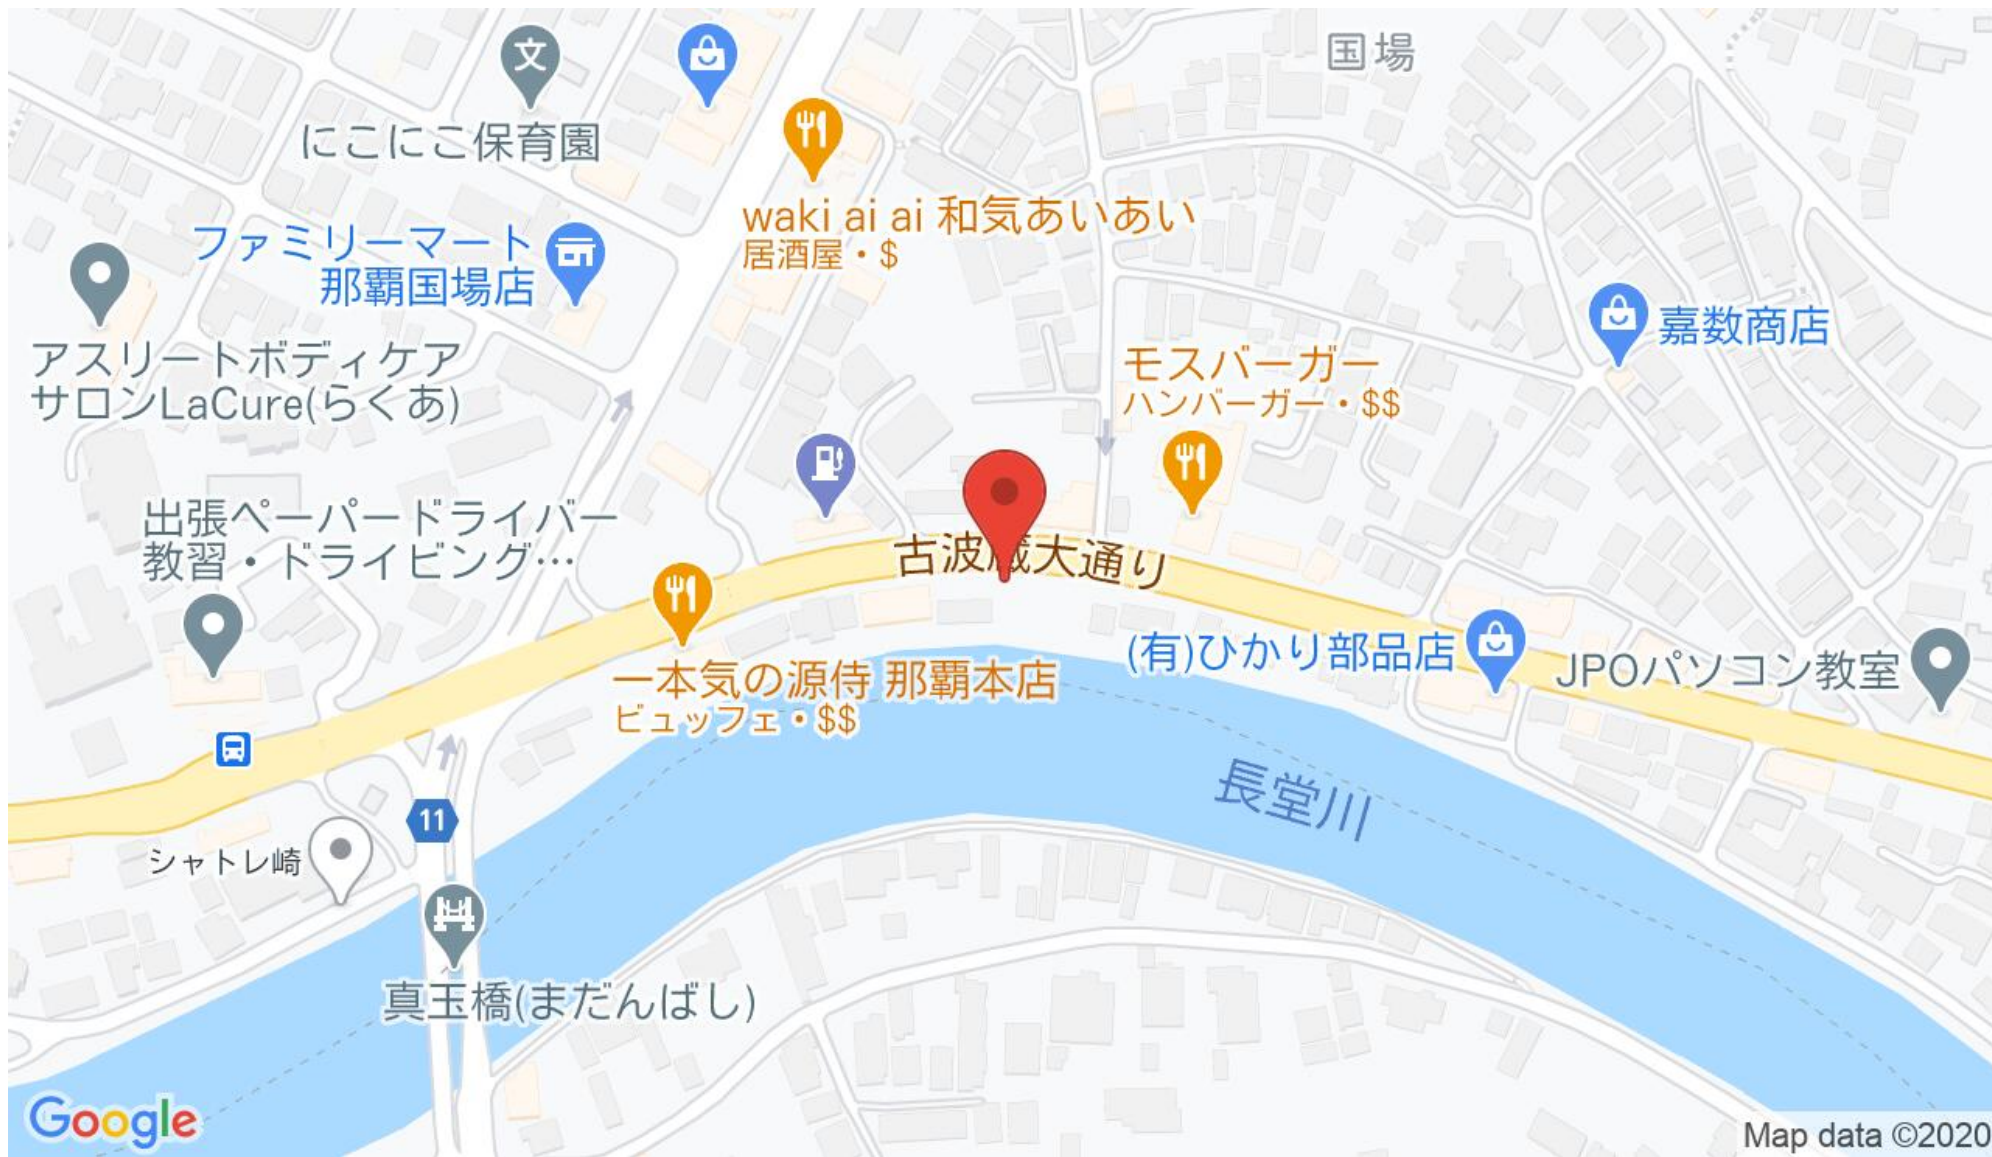 国場
文
にこにこ保育園
waki ai ai 和気あいあい
居酒屋・$
ファミリーマート
那覇国場店
嘉数商店
アスリートボディケア
サロンLaCure(らくあ)
モスバーガー
ハンバーガー・$$
出張ペーパードライバー
教習・ドライビング…
古波蔵大通り
(有)ひかり部品店
JPOパソコン教室
一本気の源侍 那覇本店
ビュッフェ・$$
長堂川
11
シャトレ崎
真玉橋(まだんばし)
Google
Map data ©2020